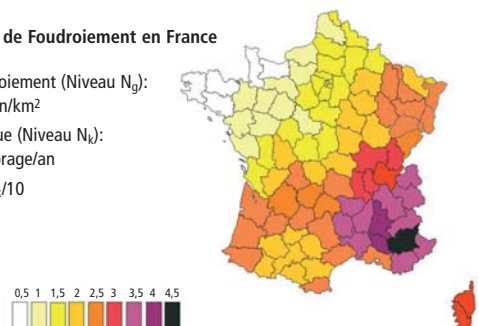 de Foudroiement en France
oiement (Niveau Ng):
n/km²
ue (Niveau Nk):
orage/an
/10
0,5 1 1,5 2 2,5 3 3,5 4 4,5